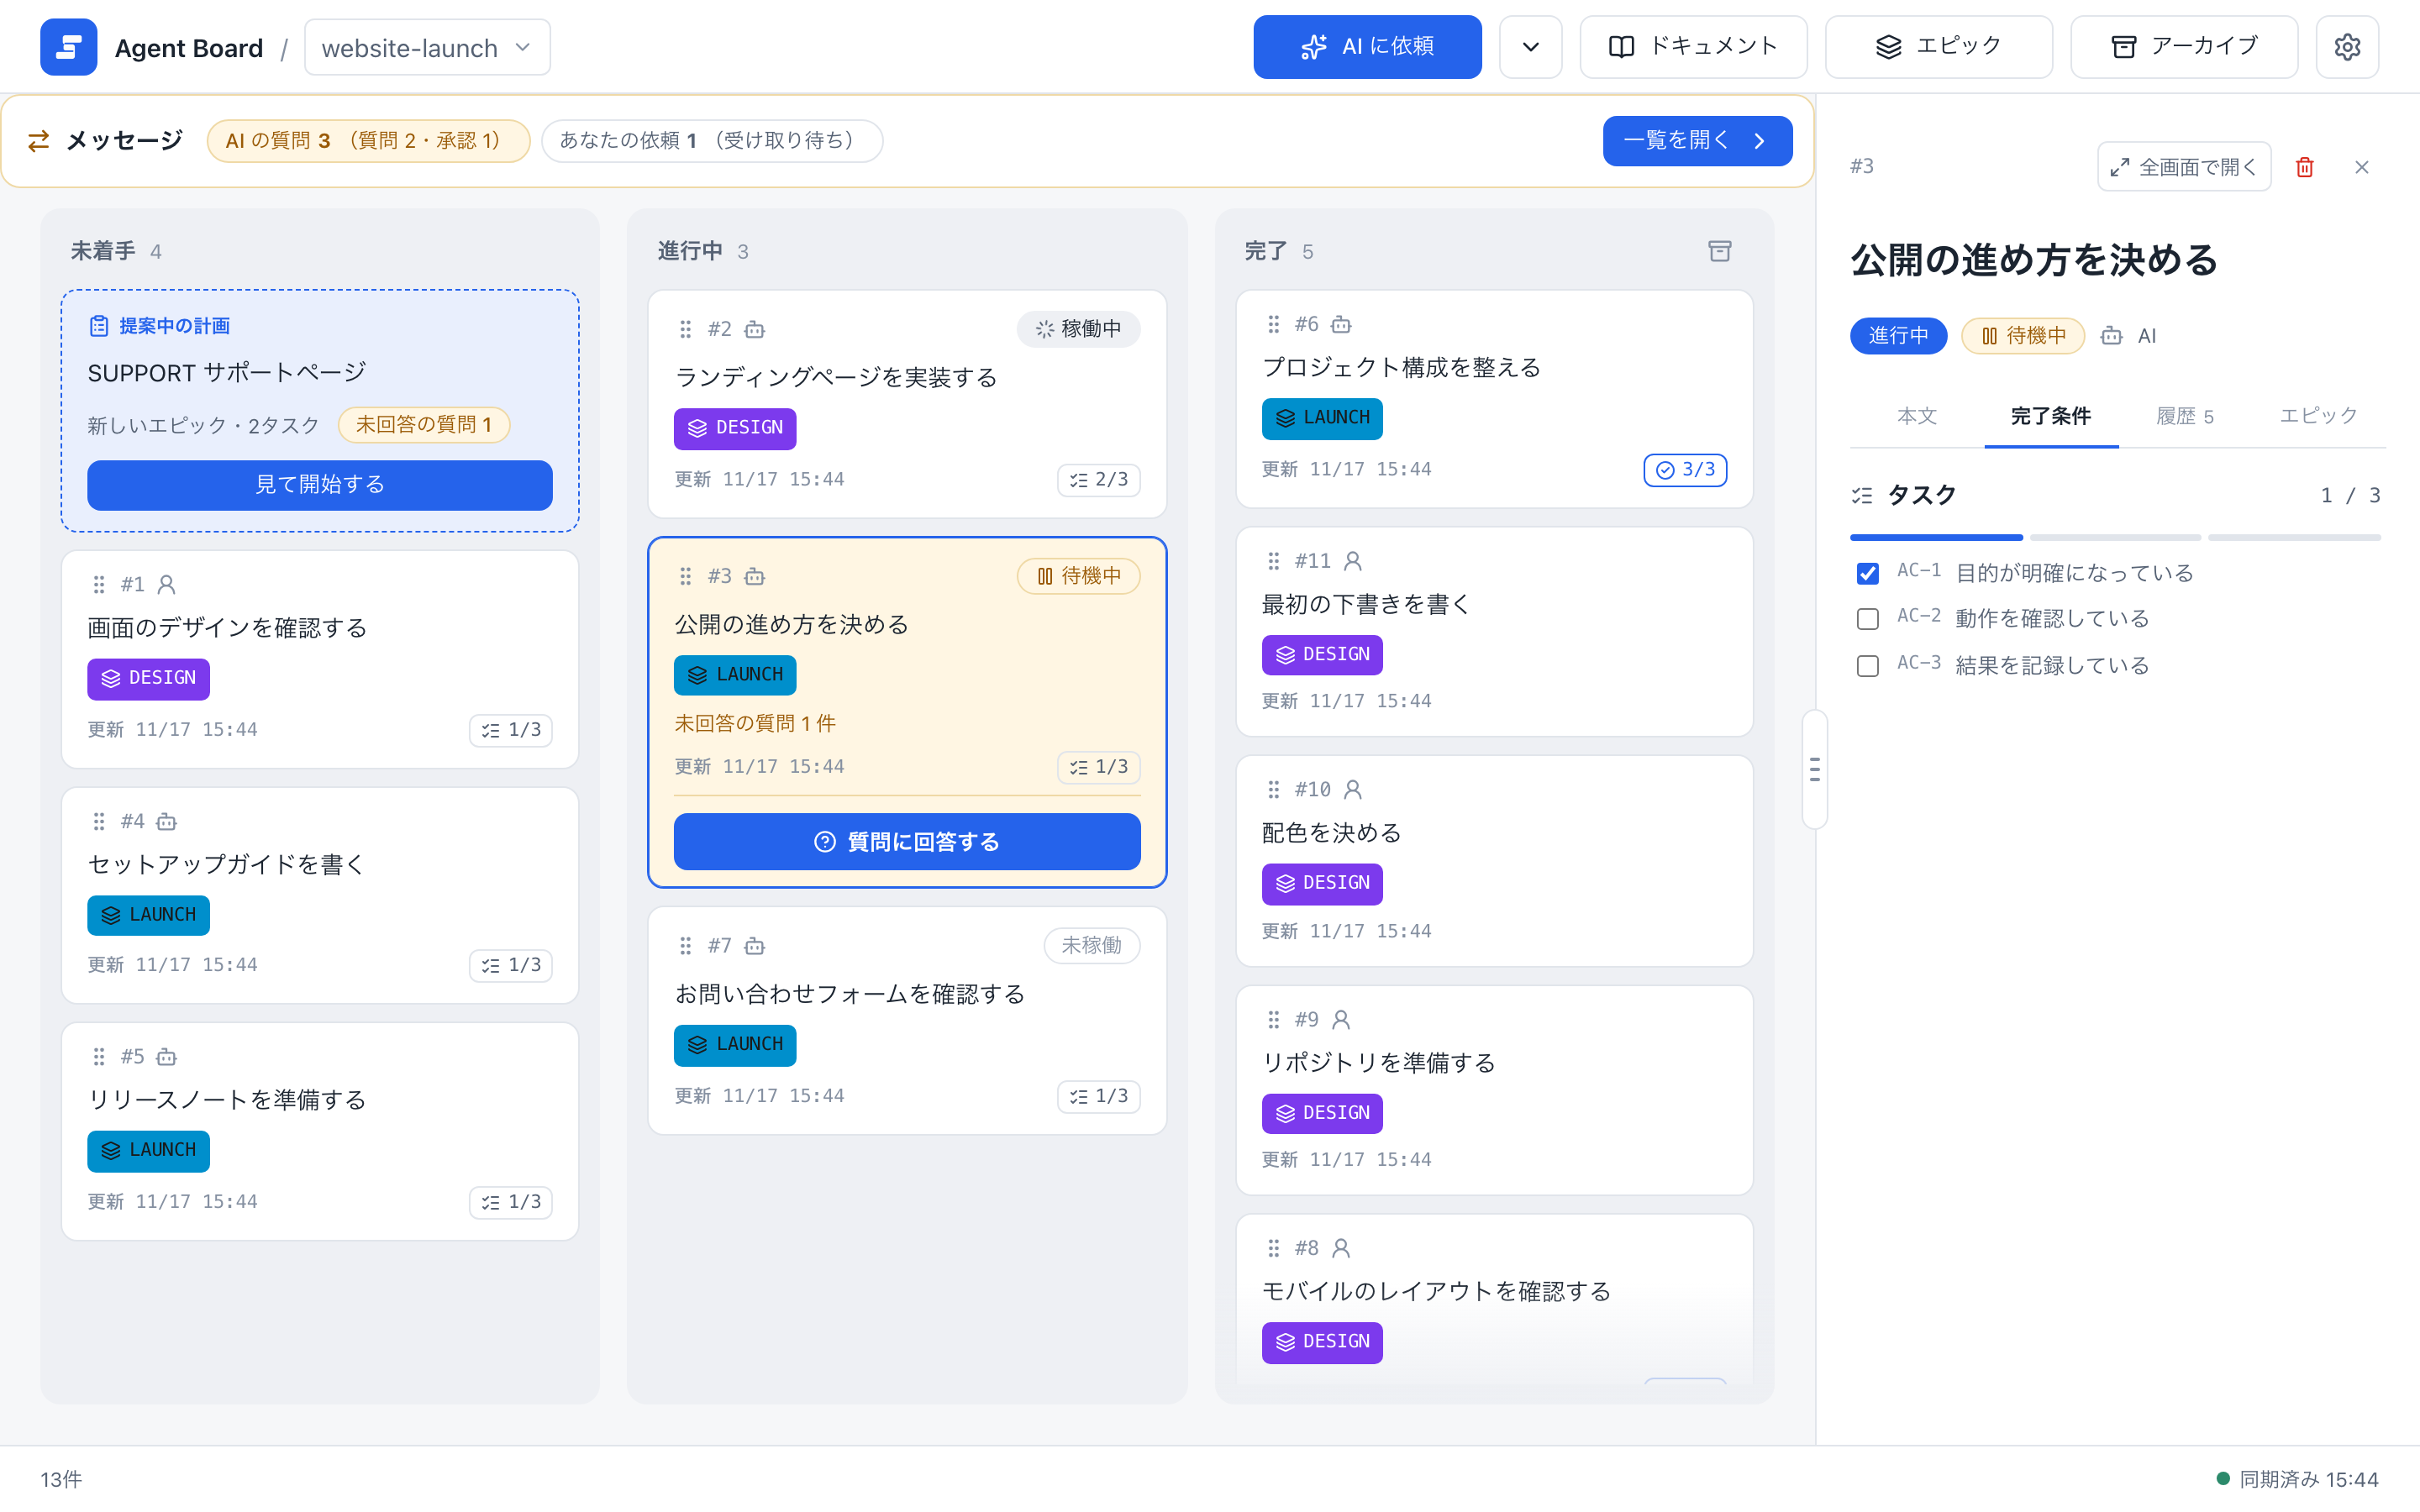 Agent Board / website-launch
AI に依頼
ドキュメント
エピック
アーカイブ
メッセージ
AI の質問 3 （質問 2・承認 1）
あなたの依頼 1 （受け取り待ち）
一覧を開く
未着手 4
提案中の計画
SUPPORT サポートページ
新しいエピック・2タスク 未回答の質問 1
見て開始する
#1
画面のデザインを確認する
DESIGN
更新 11/17 15:44 1/3
#4
セットアップガイドを書く
LAUNCH
更新 11/17 15:44 1/3
#5
リリースノートを準備する
LAUNCH
更新 11/17 15:44 1/3
進行中 3
#2 稼働中
ランディングページを実装する
DESIGN
更新 11/17 15:44 2/3
#3 待機中
公開の進め方を決める
LAUNCH
未回答の質問 1 件
更新 11/17 15:44 1/3
質問に回答する
#7 未稼働
お問い合わせフォームを確認する
LAUNCH
更新 11/17 15:44 1/3
完了 5
#6
プロジェクト構成を整える
LAUNCH
更新 11/17 15:44 3/3
#11
最初の下書きを書く
DESIGN
更新 11/17 15:44
#10
配色を決める
DESIGN
更新 11/17 15:44
#9
リポジトリを準備する
DESIGN
更新 11/17 15:44
#8
モバイルのレイアウトを確認する
DESIGN
#3 全画面で開く
公開の進め方を決める
進行中 待機中 AI
本文 完了条件 履歴 5 エピック
タスク 1 / 3
AC-1 目的が明確になっている
AC-2 動作を確認している
AC-3 結果を記録している
13件
同期済み 15:44